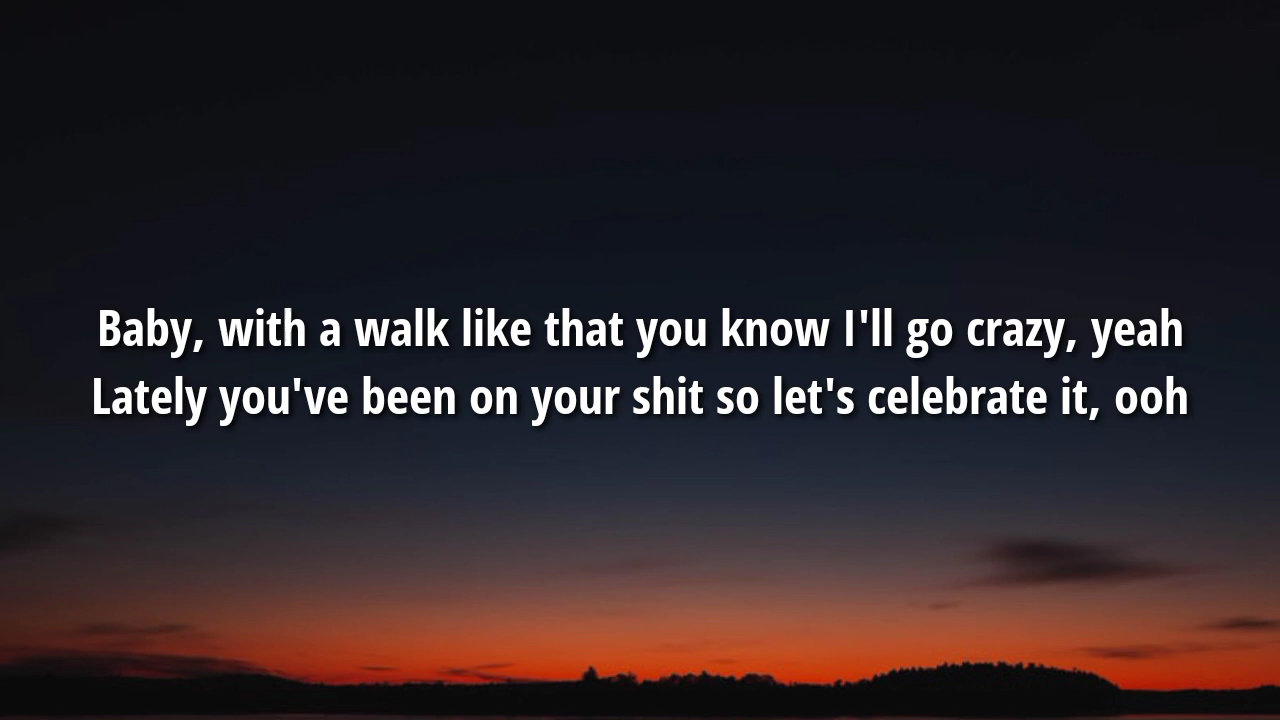 Baby, with a walk like that you know I'll go crazy, yeah
Lately you've been on your shit so let's celebrate it, ooh